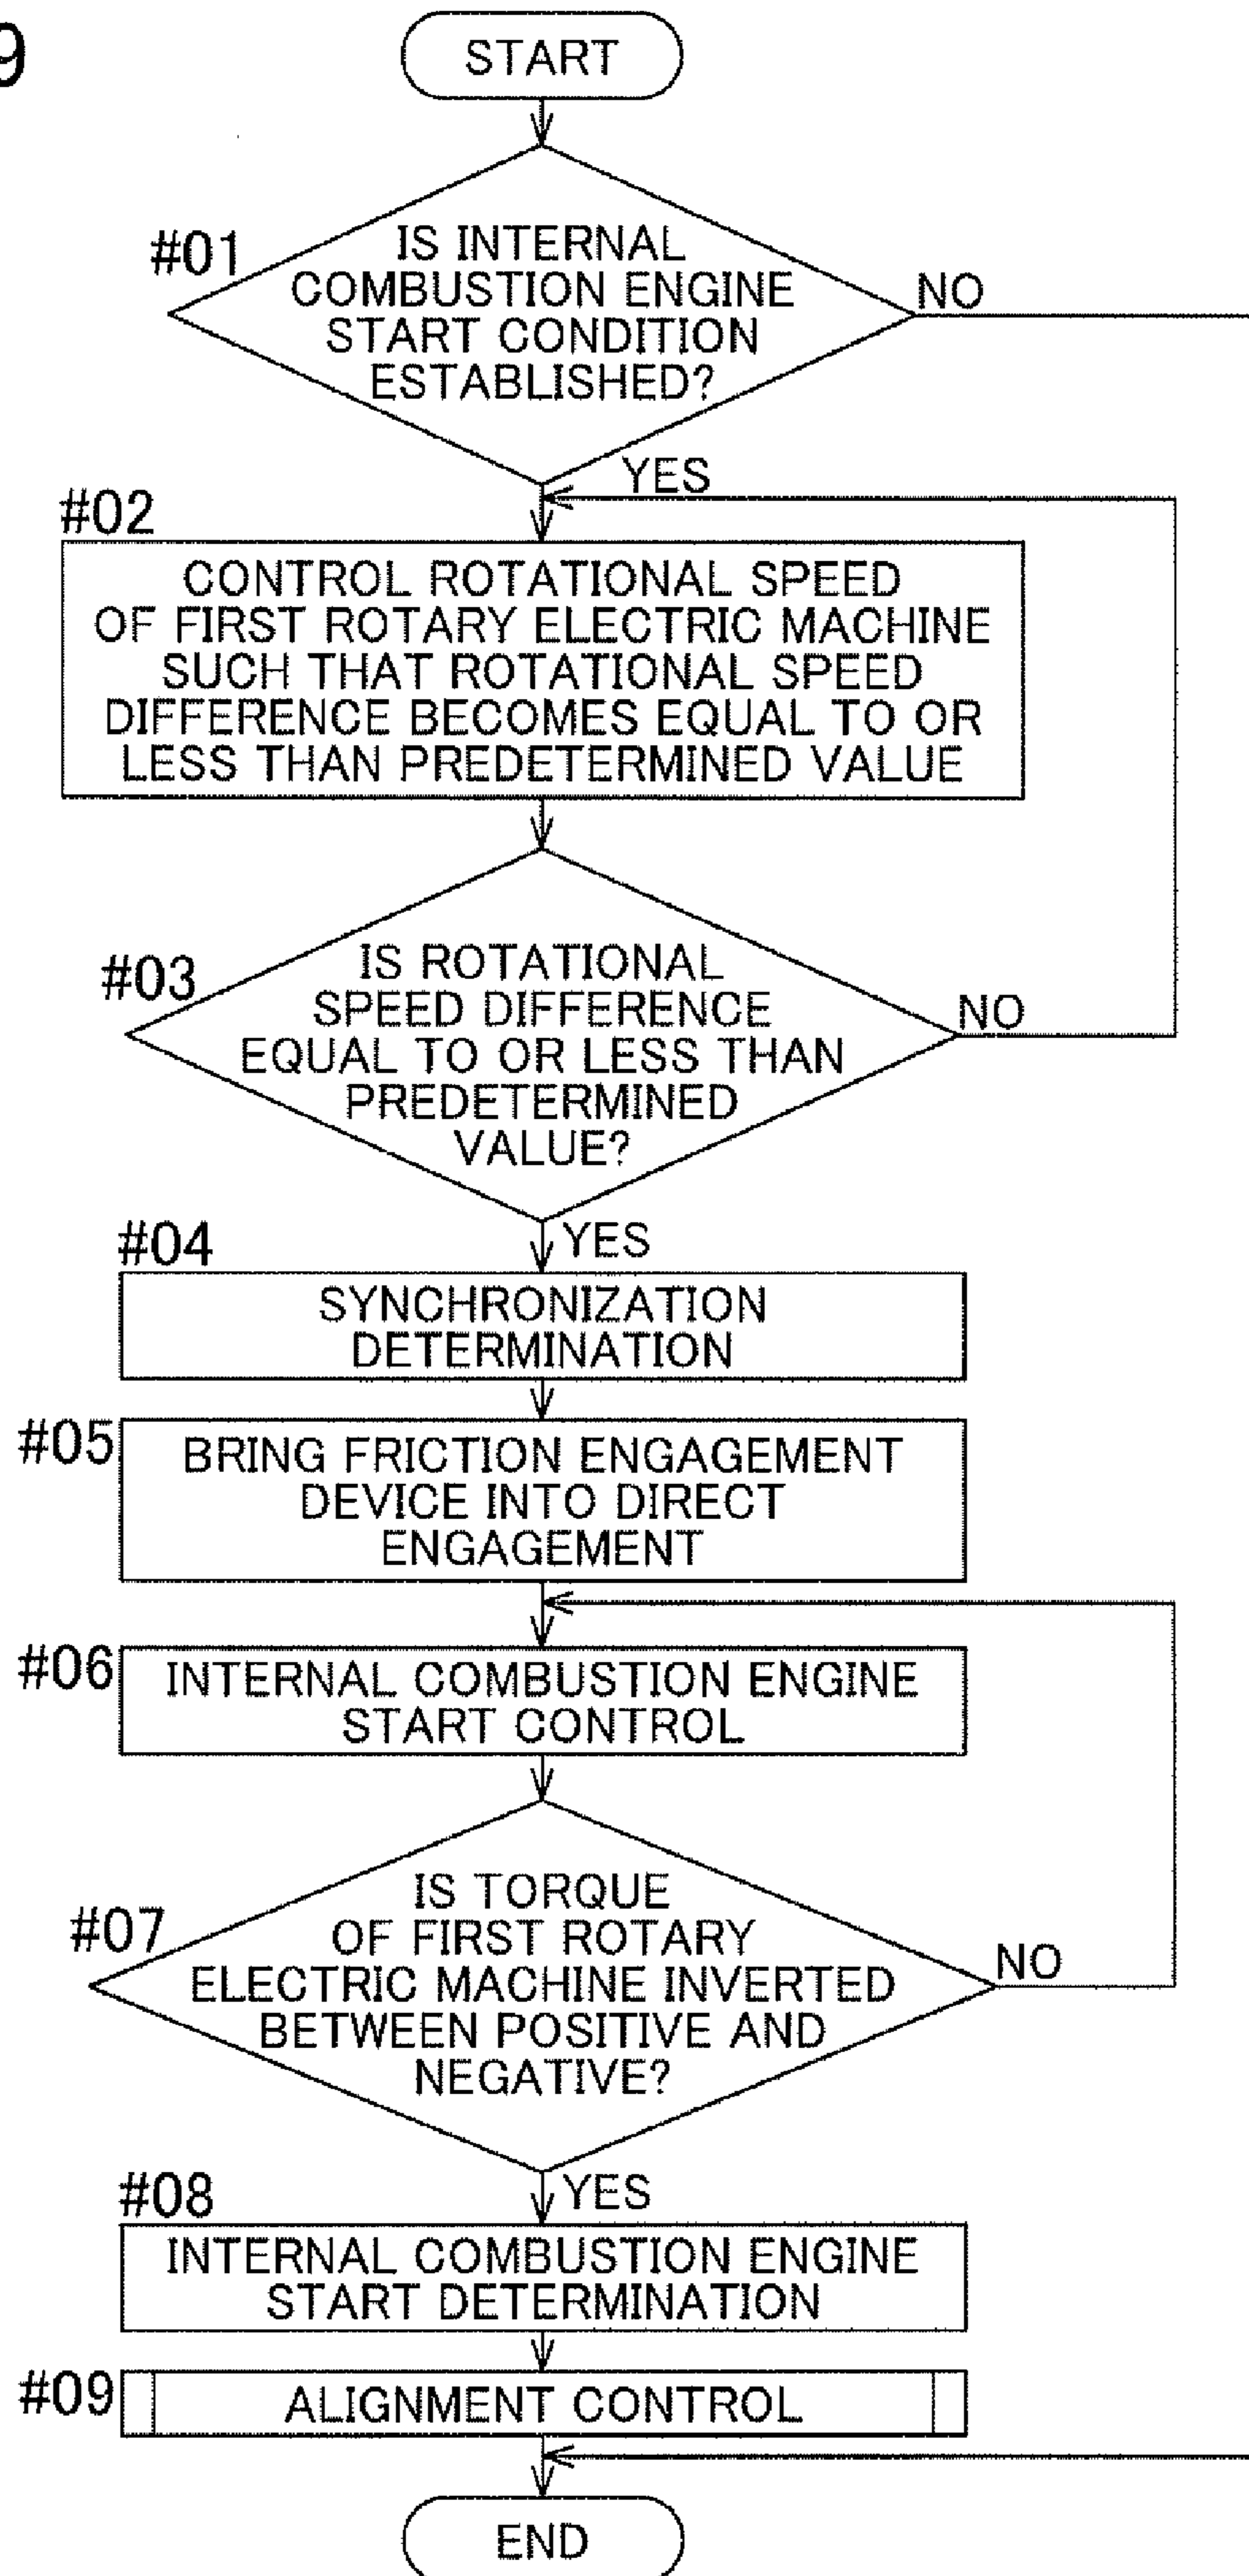 9
START
#01
IS INTERNAL
COMBUSTION ENGINE
START CONDITION
ESTABLISHED?
NO
YES
#02
CONTROL ROTATIONAL SPEED
OF FIRST ROTARY ELECTRIC MACHINE
SUCH THAT ROTATIONAL SPEED
DIFFERENCE BECOMES EQUAL TO OR
LESS THAN PREDETERMINED VALUE
#03
IS ROTATIONAL
SPEED DIFFERENCE
EQUAL TO OR LESS THAN
PREDETERMINED
VALUE?
NO
YES
#04
SYNCHRONIZATION
DETERMINATION
#05
BRING FRICTION ENGAGEMENT
DEVICE INTO DIRECT
ENGAGEMENT
#06
INTERNAL COMBUSTION ENGINE
START CONTROL
#07
IS TORQUE
OF FIRST ROTARY
ELECTRIC MACHINE INVERTED
BETWEEN POSITIVE AND
NEGATIVE?
NO
YES
#08
INTERNAL COMBUSTION ENGINE
START DETERMINATION
#09
ALIGNMENT CONTROL
END